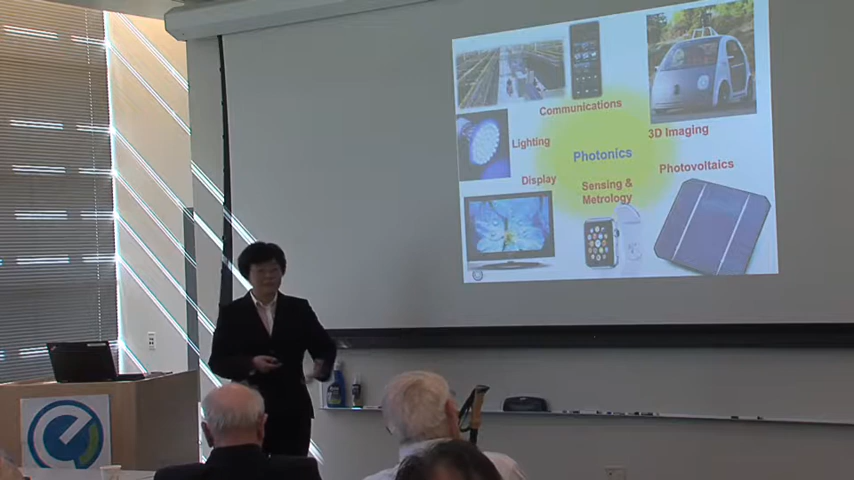 Communications
3D Imaging
Lighting
Photonics
Photovoltaics
Display
Sensing &
Metrology
e